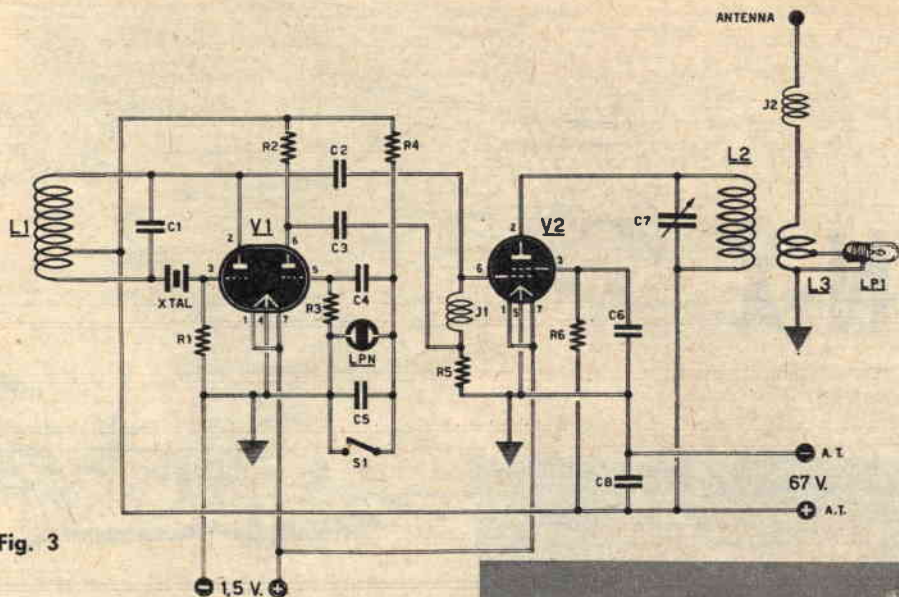 ANTENNA
J2
R2
R4
C2
L2
L1
C1
V1
C3
V2
C7
2
6
2
XTAL
3
5
C4
6
3
L3
LP1
R3
J1
1 4 7
1 5 7
R1
LPN
R6
C6
R5
C5
S1
- A.T.
C8
67 V.
+ A.T.
Fig. 3
- 1,5 V. +